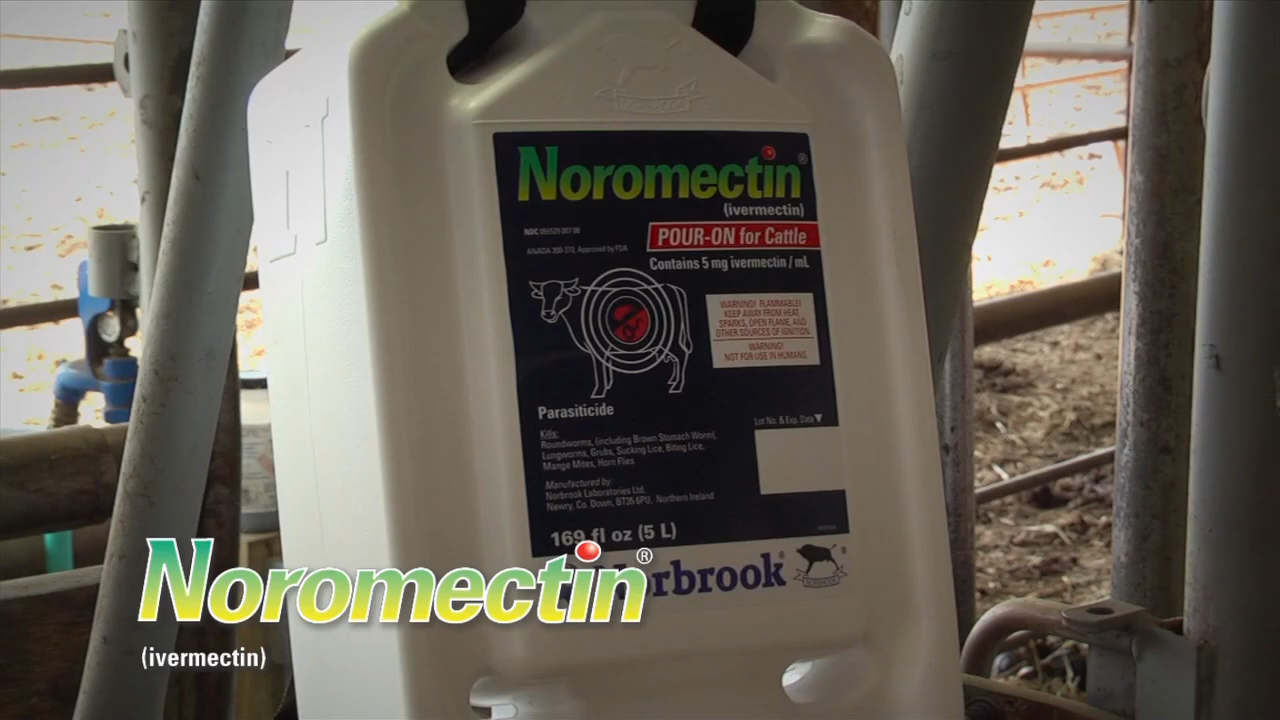 Noromectin®
(ivermectin)
NDC 055529 007 08
ANADA 200-272, Approved by FDA
POUR-ON for Cattle
Contains 5 mg ivermectin / mL
WARNING! FLAMMABLE!
KEEP AWAY FROM HEAT,
SPARKS, OPEN FLAME, AND
OTHER SOURCES OF IGNITION.
WARNING!
NOT FOR USE IN HUMANS.
Parasiticide
Lot No. & Exp. Date▼
Kills:
Roundworms, (including Brown Stomach Worm),
Lungworms, Grubs, Sucking Lice, Biting Lice,
Mange Mites, Horn Flies
Manufactured by:
Norbrook Laboratories Ltd.
Newry, Co. Down, BT35 6PU, Northern Ireland
169 fl oz (5 L)
Norbrook®
Noromectin®
(ivermectin)